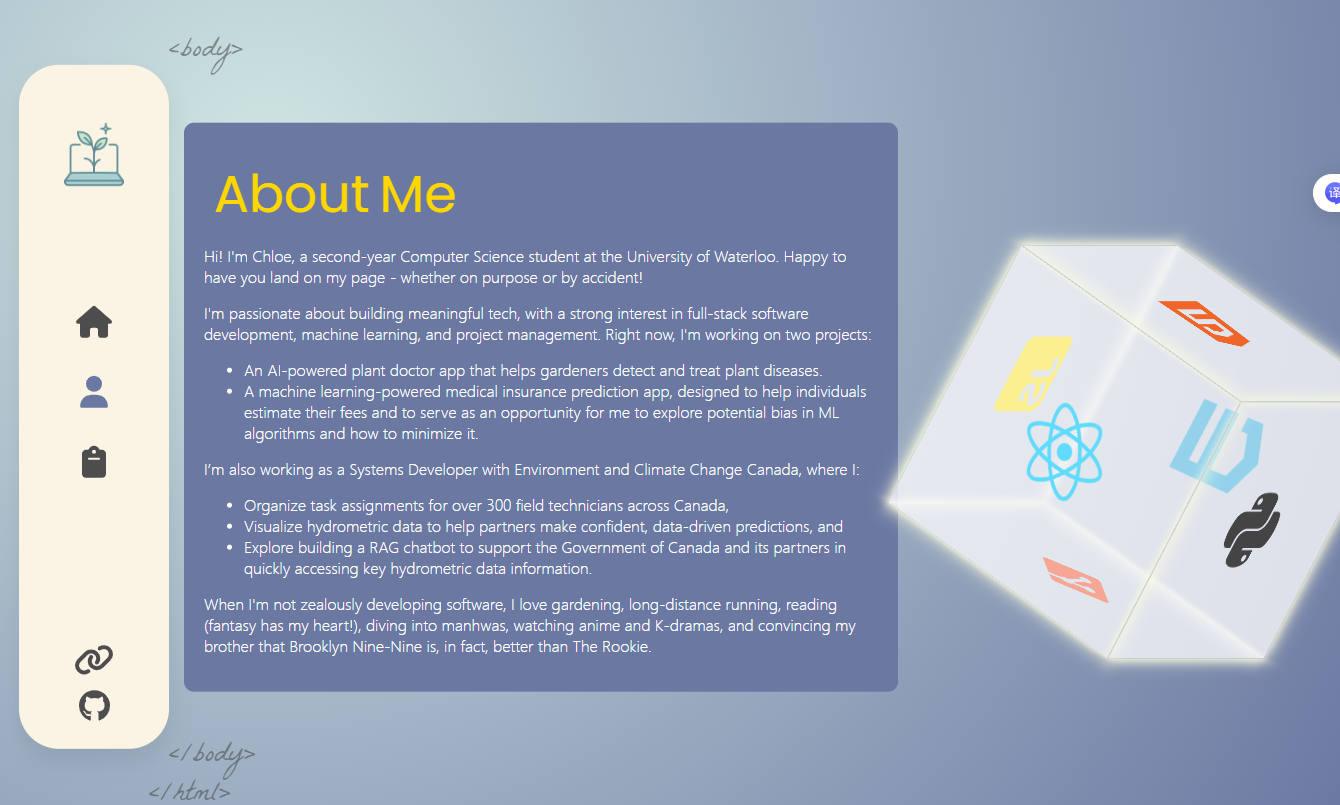 <body>
About Me
Hi! I'm Chloe, a second-year Computer Science student at the University of Waterloo. Happy to
have you land on my page - whether on purpose or by accident!
I'm passionate about building meaningful tech, with a strong interest in full-stack software
development, machine learning, and project management. Right now, I'm working on two projects:
• An AI-powered plant doctor app that helps gardeners detect and treat plant diseases.
• A machine learning-powered medical insurance prediction app, designed to help individuals
estimate their fees and to serve as an opportunity for me to explore potential bias in ML
algorithms and how to minimize it.
I’m also working as a Systems Developer with Environment and Climate Change Canada, where I:
• Organize task assignments for over 300 field technicians across Canada,
• Visualize hydrometric data to help partners make confident, data-driven predictions, and
• Explore building a RAG chatbot to support the Government of Canada and its partners in
quickly accessing key hydrometric data information.
When I'm not zealously developing software, I love gardening, long-distance running, reading
(fantasy has my heart!), diving into manhwas, watching anime and K-dramas, and convincing my
brother that Brooklyn Nine-Nine is, in fact, better than The Rookie.
</body>
</html>
译